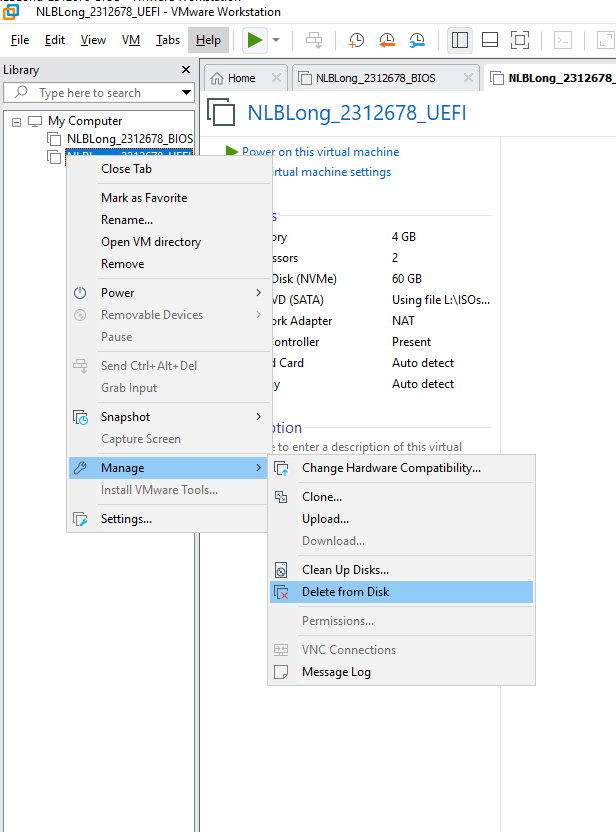 NLBLong_2312678_UEFI - VMware Workstation
File Edit View VM Tabs Help
Library
Type here to search
Home
NLBLong_2312678_BIOS
NLBLong_2312678_
My Computer
NLBLong_2312678_BIOS
NLBLong_2312678_UEFI
Power on this virtual machine
irtual machine settings
ory 4 GB
ssors 2
Disk (NVMe) 60 GB
VD (SATA) Using file L:\ISOs...
ork Adapter NAT
ontroller Present
d Card Auto detect
y Auto detect
ption
e to enter a description of this virtual
Close Tab
Mark as Favorite
Rename...
Open VM directory
Remove
Power
Removable Devices
Pause
Send Ctrl+Alt+Del
Grab Input
Snapshot
Capture Screen
Manage
Install VMware Tools...
Settings...
Change Hardware Compatibility...
Clone...
Upload...
Download...
Clean Up Disks...
Delete from Disk
Permissions...
VNC Connections
Message Log